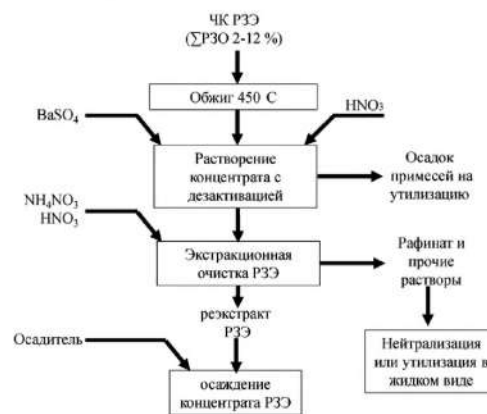 ЧК РЗЭ
(∑РЗО 2-12 %)
Обжиг 450 С
BaSO₄
HNO₃
Растворение
концентрата с
дезактивацией
Осадок
примесей на
утилизацию
NH₄NO₃
HNO₃
Экстракционная
очистка РЗЭ
Рафинат и
прочие
растворы
реэкстракт
РЗЭ
Осадитель
осаждение
концентрата РЗЭ
Нейтрализация
или утилизация в
жидком виде